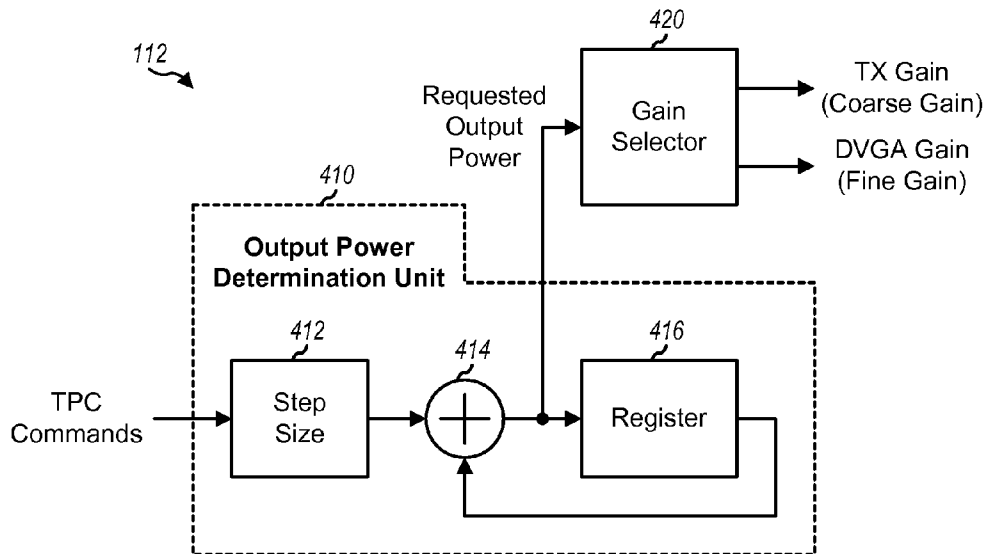 112
420
Requested
Output
Power
Gain
Selector
TX Gain
(Coarse Gain)
DVGA Gain
(Fine Gain)
410
Output Power
Determination Unit
412
414
416
TPC
Commands
Step
Size
Register